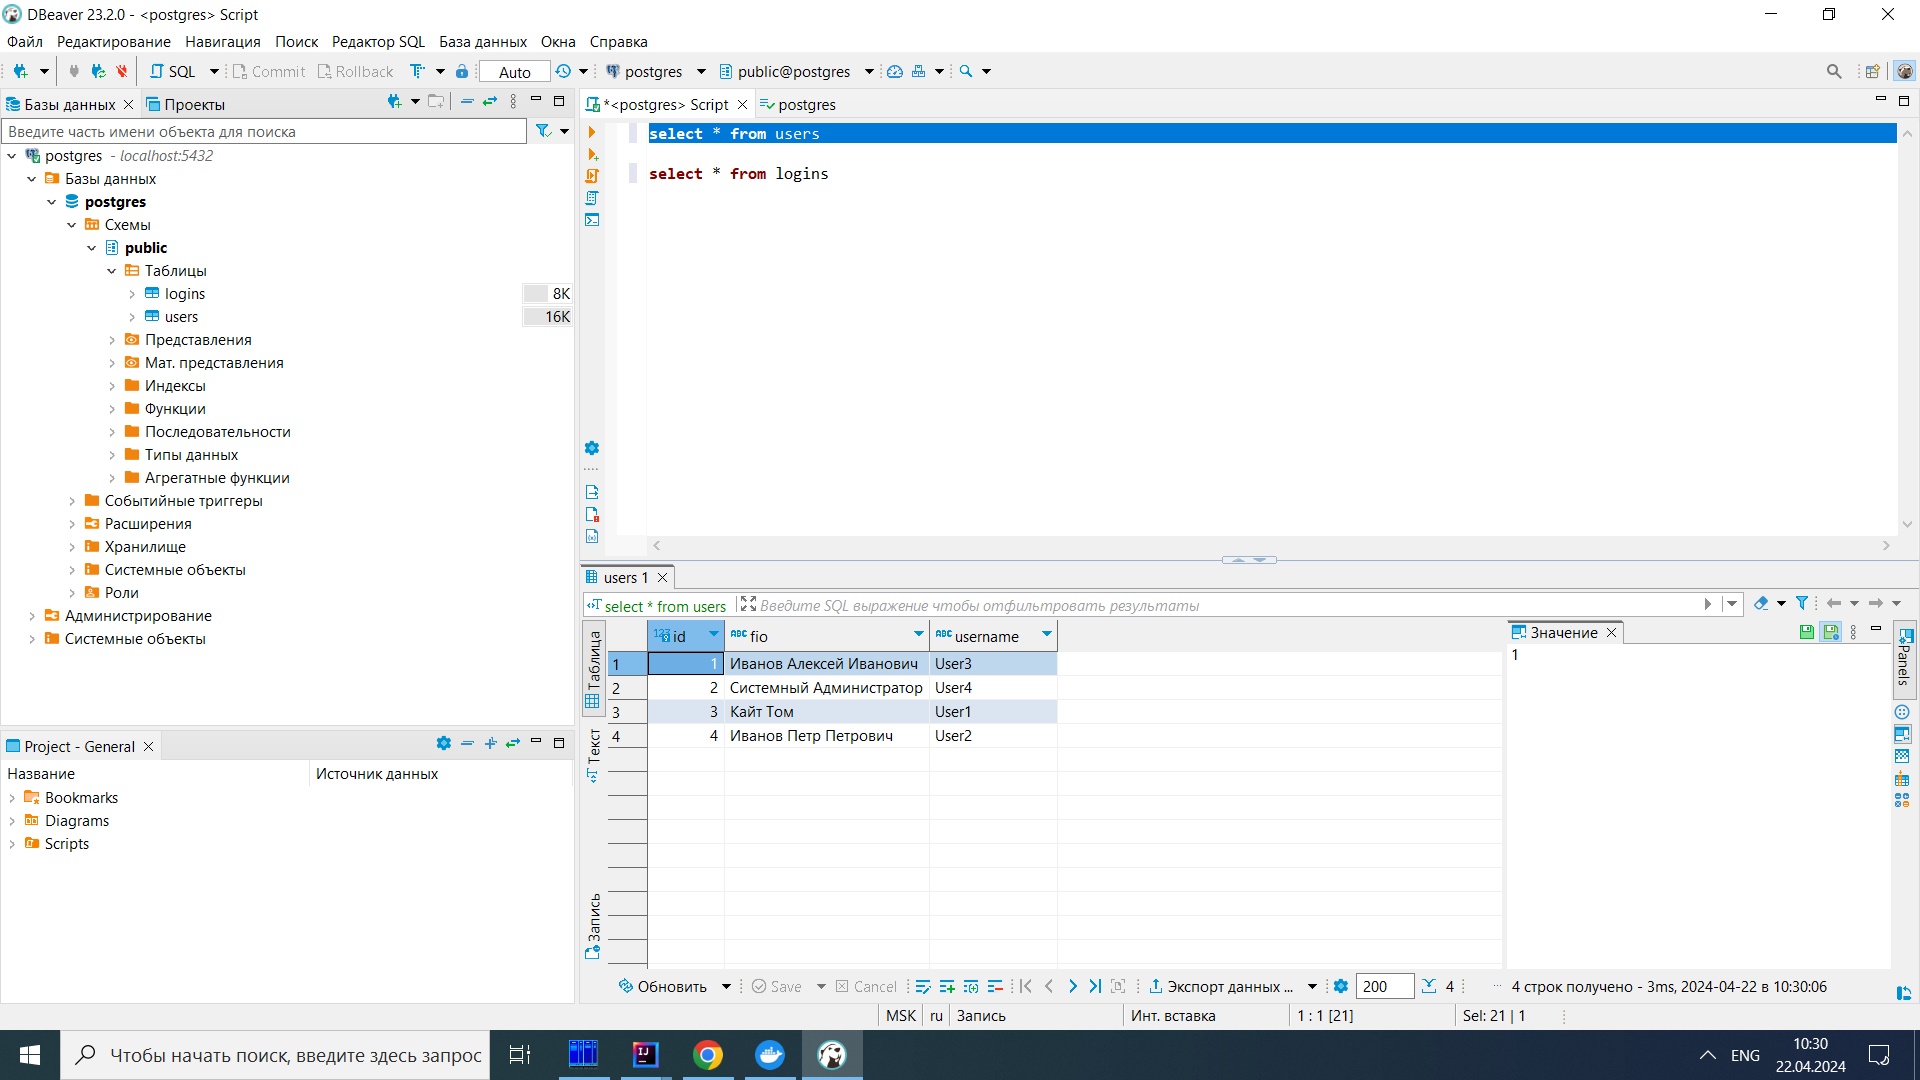 DBeaver 23.2.0 - <postgres> Script
Файл Редактирование Навигация Поиск Редактор SQL База данных Окна Справка
SQL Commit Rollback Auto postgres public@postgres
Базы данных Проекты
Введите часть имени объекта для поиска
postgres - localhost:5432
Базы данных
postgres
Схемы
public
Таблицы
logins 8K
users 16K
Представления
Мат. представления
Индексы
Функции
Последовательности
Типы данных
Агрегатные функции
Событийные триггеры
Расширения
Хранилище
Системные объекты
Роли
Администрирование
Системные объекты
Project - General
Название Источник данных
Bookmarks
Diagrams
Scripts
*<postgres> Script postgres
select * from users
select * from logins
users 1
select * from users Введите SQL выражение чтобы отфильтровать результаты
Таблица
Текст
Запись
123 id ABC fio ABC username
1 1 Иванов Алексей Иванович User3
2 2 Системный Администратор User4
3 3 Кайт Том User1
4 4 Иванов Петр Петрович User2
Значение
1
Panels
Обновить Save Cancel Экспорт данных ... 200 4 ... 4 строк получено - 3ms, 2024-04-22 в 10:30:06
MSK ru Запись Инт. вставка 1 : 1 [21] Sel: 21 | 1
Чтобы начать поиск, введите здесь запрос
IJ
ENG
10:30
22.04.2024